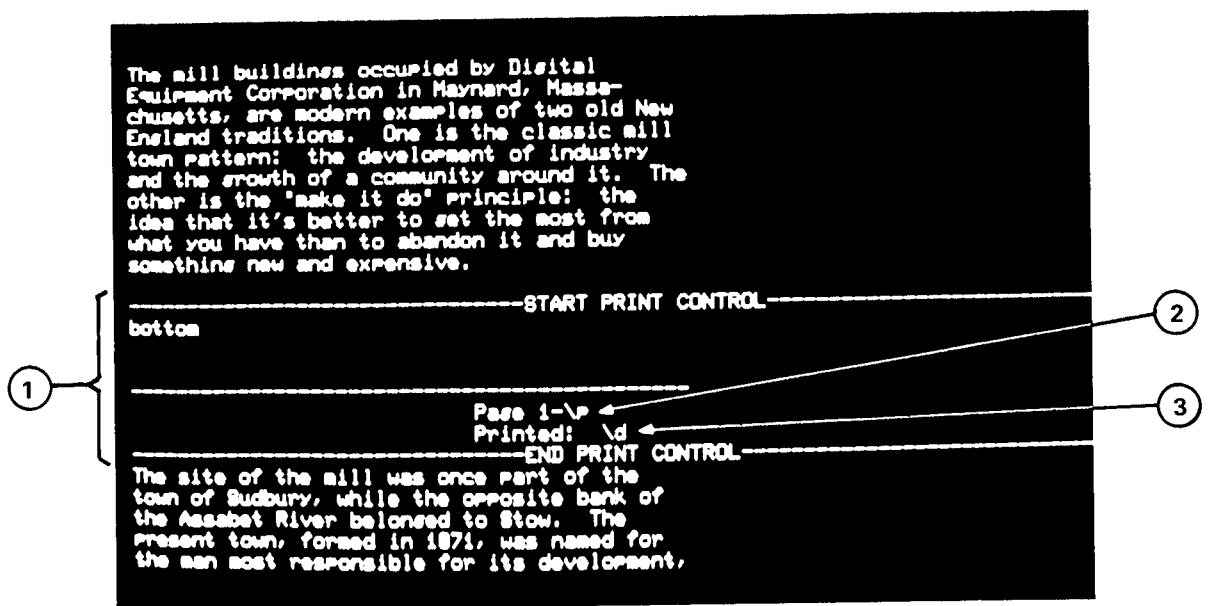 The mill buildings occupied by Digital
Equipment Corporation in Maynard, Massa-
chusetts, are modern examples of two old New
England traditions. One is the classic mill
town pattern: the development of industry
and the growth of a community around it. The
other is the "make it do" principle: the
idea that it's better to get the most from
what you have than to abandon it and buy
something new and expensive.
START PRINT CONTROL
bottom
Page 1-\p
Printed: \d
END PRINT CONTROL
The site of the mill was once part of the
town of Sudbury, while the opposite bank of
the Assabet River belonged to Stow. The
present town, formed in 1871, was named for
the man most responsible for its development,
1
2
3